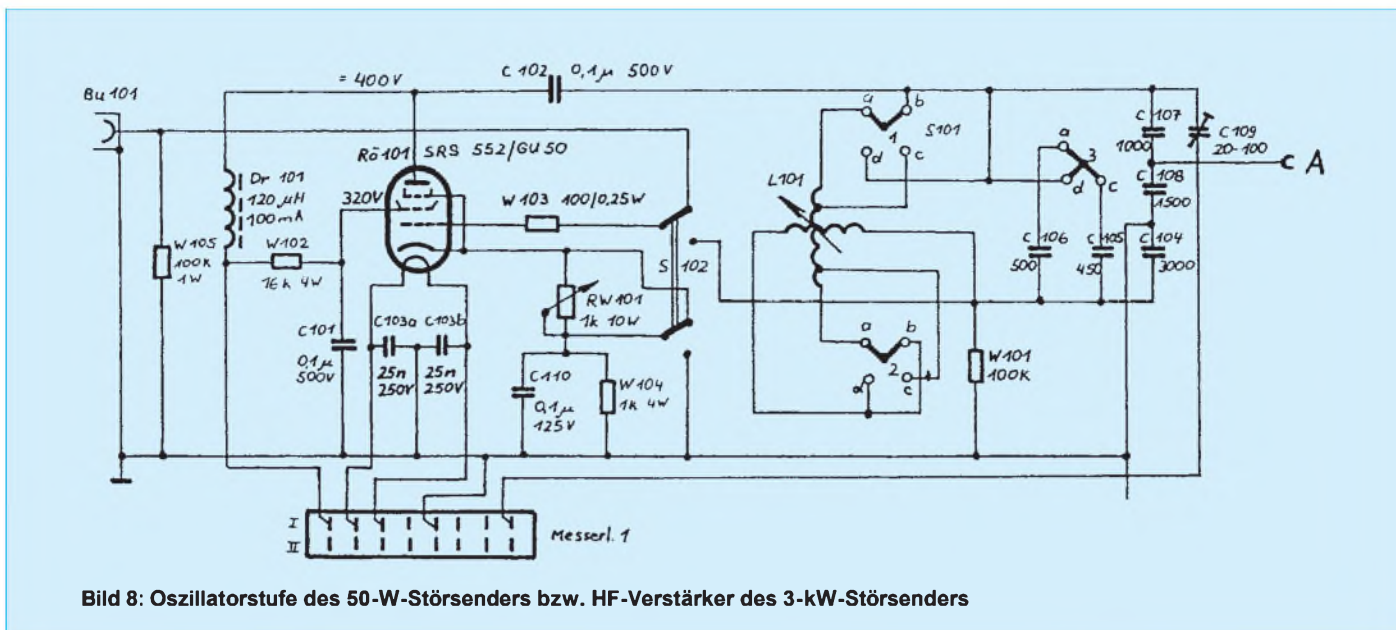 = 400V
C 102 0,1µ 500V
Bu 101
Rö 101 SRS 552/GU 50
a b
1 S101
d c
C 107
1000
C 109
20-100
A
Dr 101
120 µH
100 mA
320V
W 103 100/0,25W
L101
a
3
d c
C 108
1500
W 105
100k
1W
W 102
16k 4W
S 102
C 106
500
C 105
450
C 104
3000
RW 101
1k 10W
C 101
0,1µ
500V
C103a C103b
25n 25n
250V 250V
C 110
0,1µ
125V
W 104
1k 4W
a b
2
d c
W 101
100K
I
II
Messerl. 1
Bild 8: Oszillatorstufe des 50-W-Störsenders bzw. HF-Verstärker des 3-kW-Störsenders